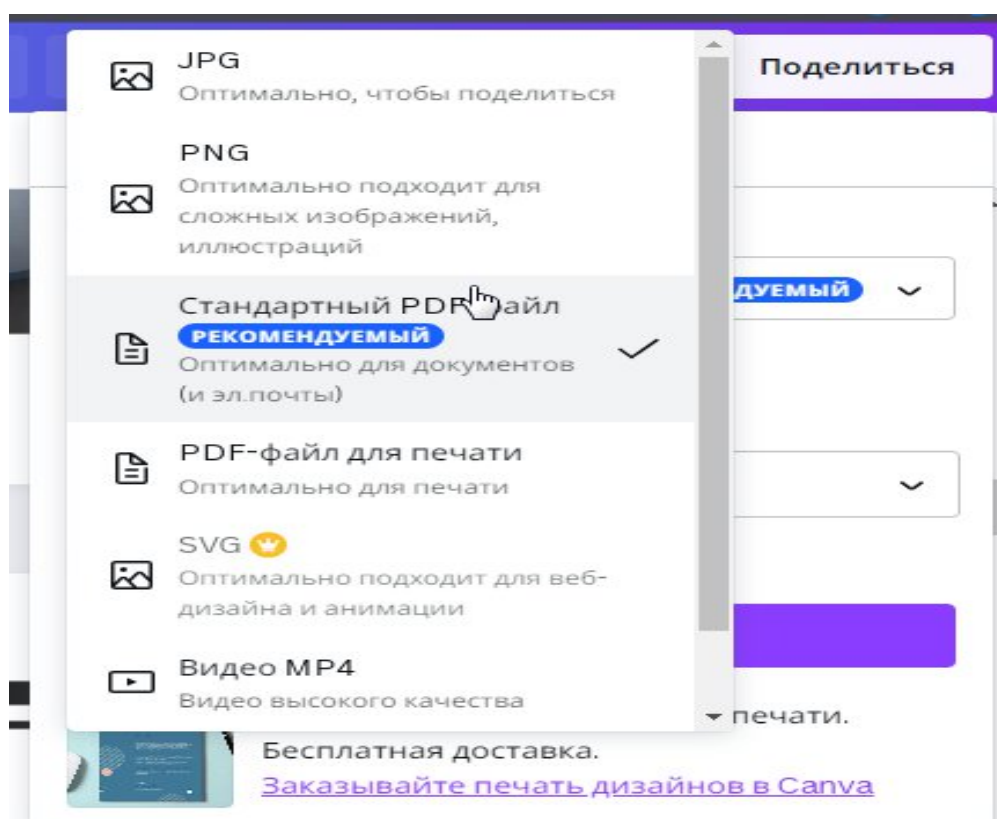 JPG
Оптимально, чтобы поделиться
Поделиться
PNG
Оптимально подходит для
сложных изображений,
иллюстраций
Стандартный PDF файл
РЕКОМЕНДУЕМЫЙ
ДУЕМЫЙ
Оптимально для документов
(и эл.почты)
PDF-файл для печати
Оптимально для печати
SVG
Оптимально подходит для веб-
дизайна и анимации
Видео MP4
Видео высокого качества
печати.
Бесплатная доставка.
Заказывайте печать дизайнов в Canva